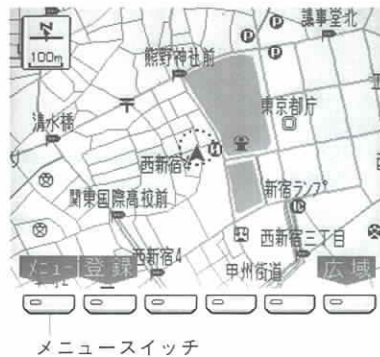 議事堂北
100m
熊野神社前
東京都庁
清水橋
西新宿
新宿ランプ
関東国際高校前
西新宿4
西新宿三丁目
甲州街道
メニュー
登録
広域
メニュースイッチ